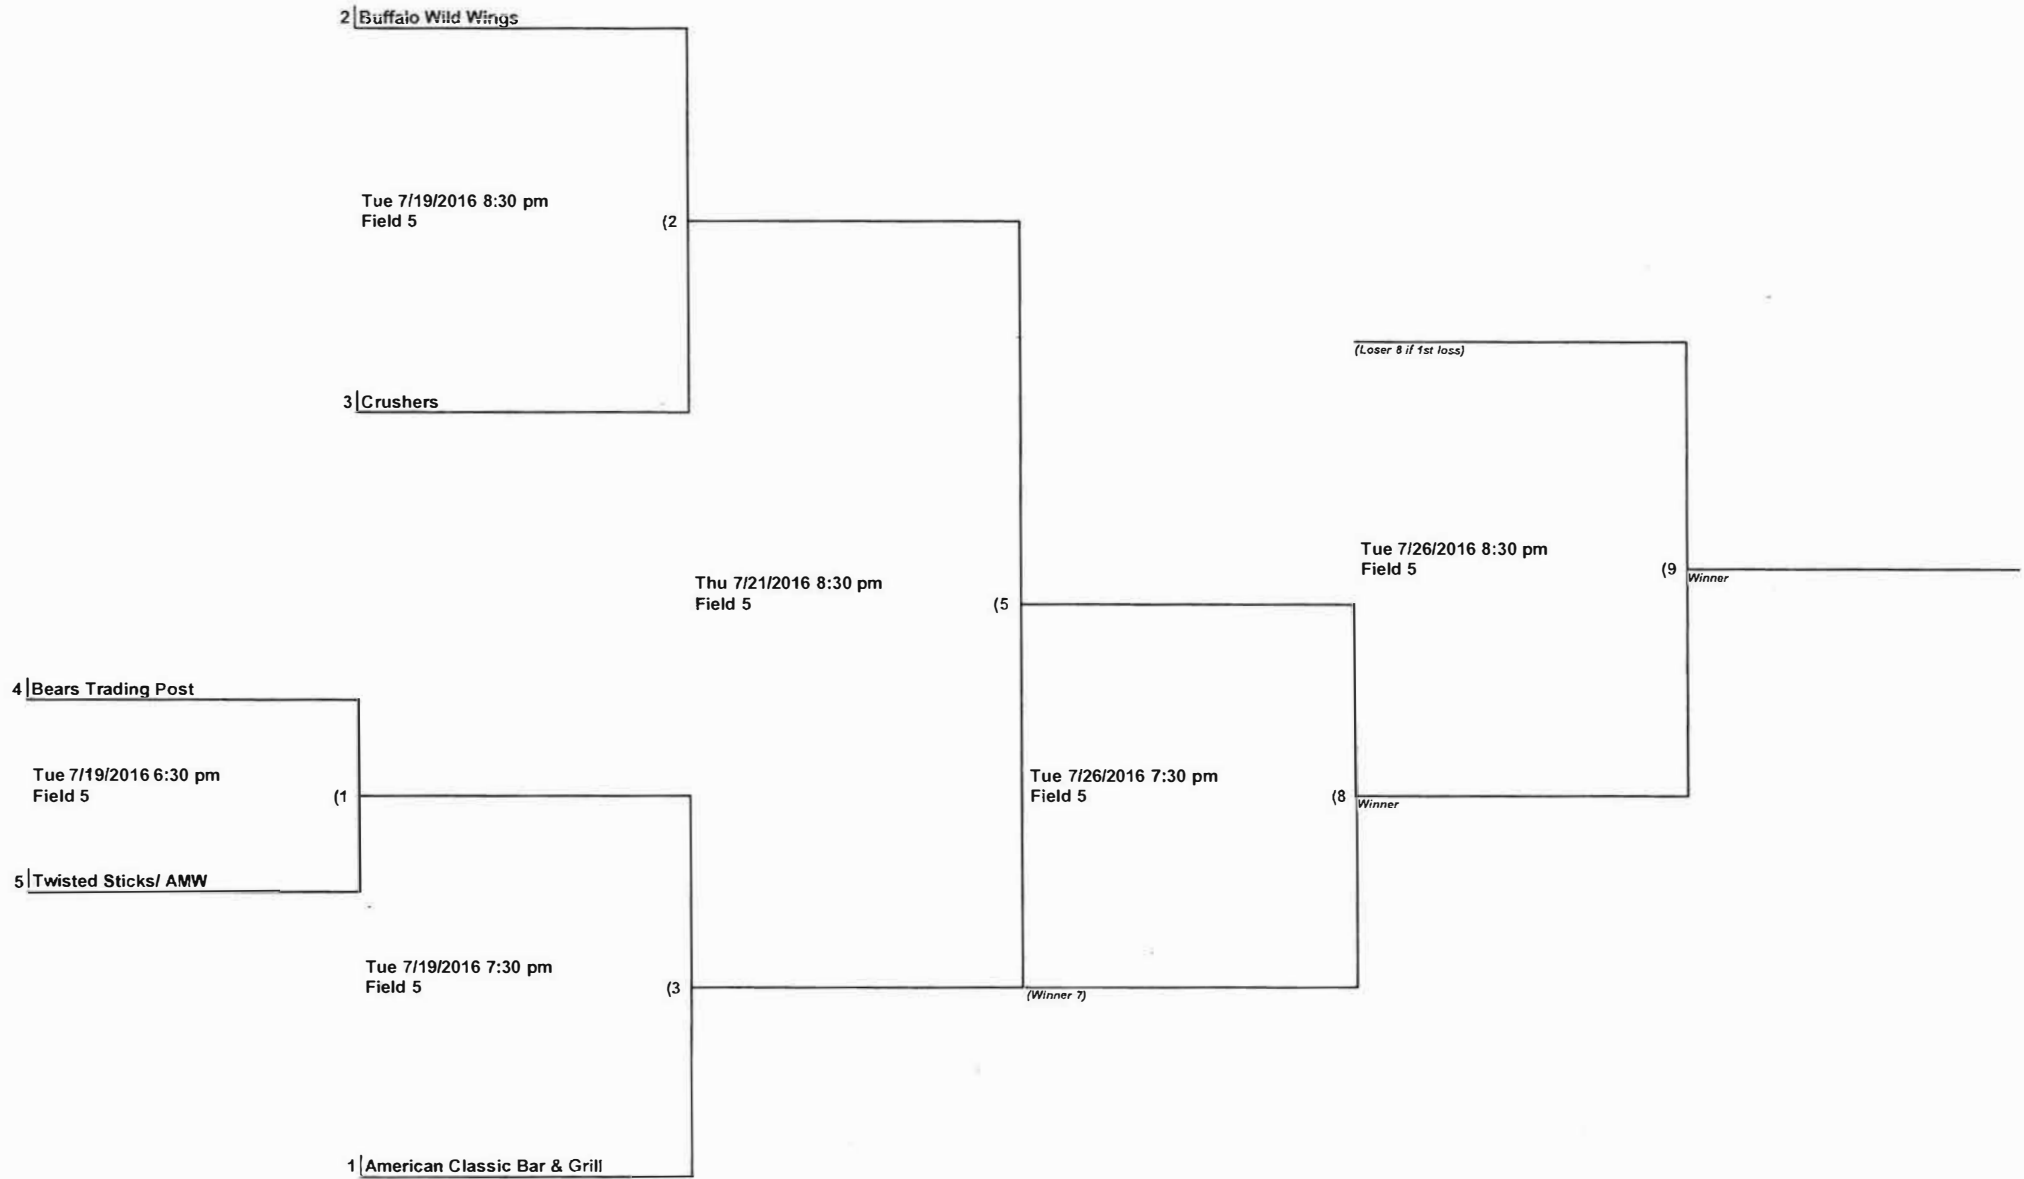 2 Buffalo Wild Wings
Tue 7/19/2016 8:30 pm
Field 5
(2
3 Crushers
(Loser 8 if 1st loss)
Tue 7/26/2016 8:30 pm
Field 5
(9
Winner
Thu 7/21/2016 8:30 pm
Field 5
(5
4 Bears Trading Post
Tue 7/19/2016 6:30 pm
Field 5
(1
5 Twisted Sticks/ AMW
Tue 7/26/2016 7:30 pm
Field 5
(8
Winner
Tue 7/19/2016 7:30 pm
Field 5
(3
(Winner 7)
1 American Classic Bar & Grill